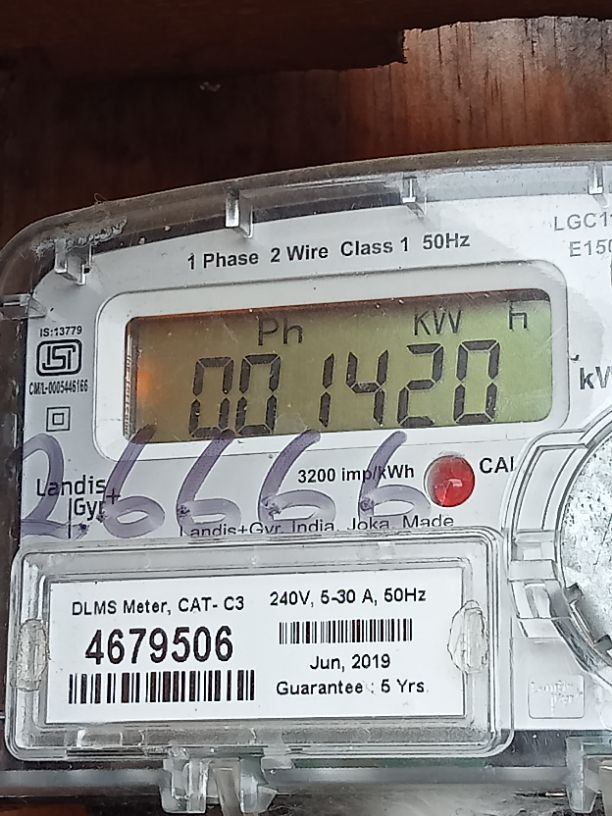 LGC1
E150
1 Phase 2 Wire Class 1 50Hz
IS:13779
ISI
CM/L-0005446166
Ph KW h
001420
kW
3200 imp/kWh
CAL
Landis
Gyr+
26666
Landis+Gyr, India, Joka, Made
DLMS Meter, CAT- C3
4679506
240V, 5-30 A, 50Hz
Jun, 2019
Guarantee : 5 Yrs.